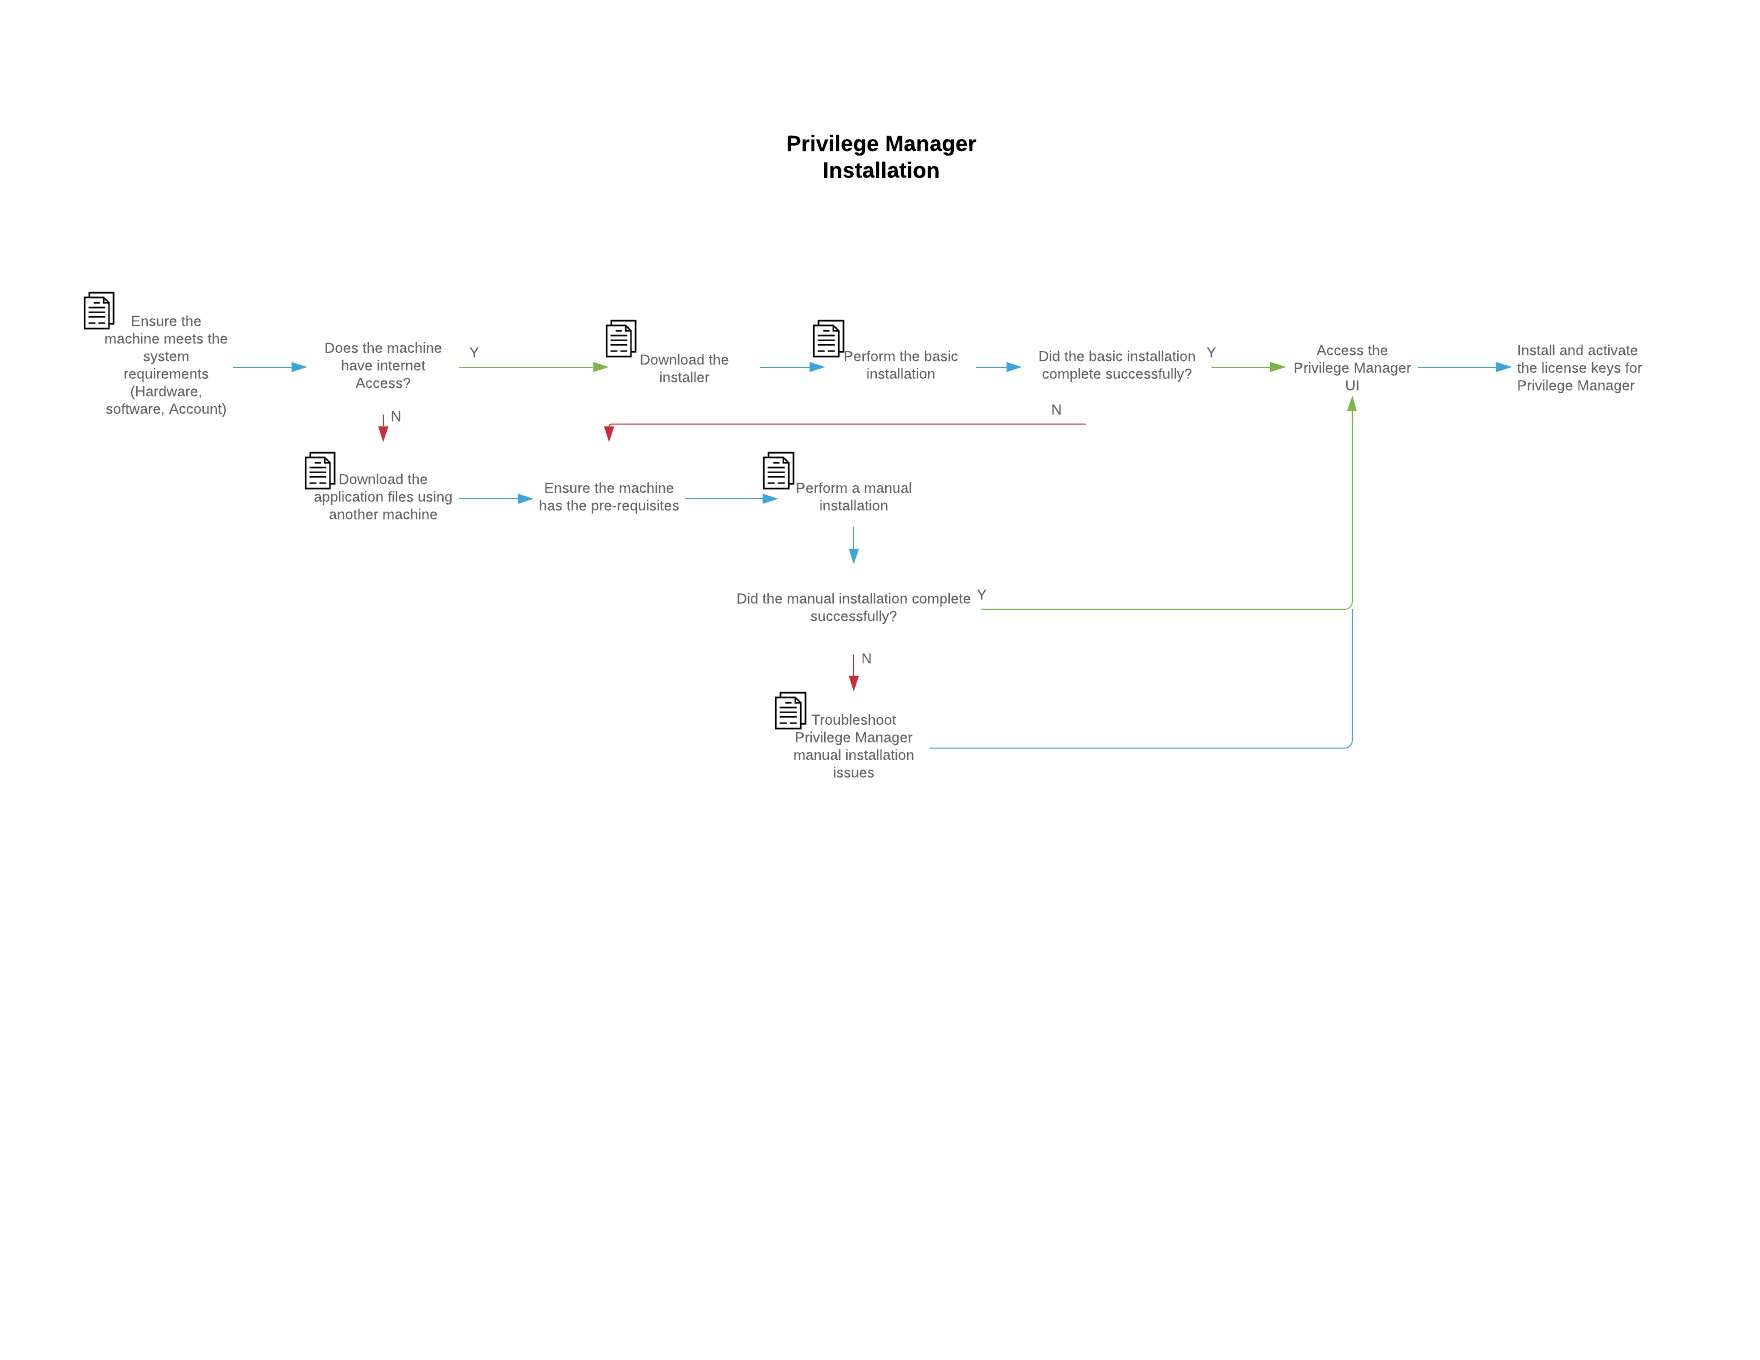 Privilege Manager
Installation
Ensure the
machine meets the
system
requirements
(Hardware,
software, Account)
Does the machine
have internet
Access?
Y
N
Download the
installer
Perform the basic
installation
Did the basic installation
complete successfully?
Y
N
Access the
Privilege Manager
UI
Install and activate
the license keys for
Privilege Manager
Download the
application files using
another machine
Ensure the machine
has the pre-requisites
Perform a manual
installation
Did the manual installation complete
successfully?
Y
N
Troubleshoot
Privilege Manager
manual installation
issues